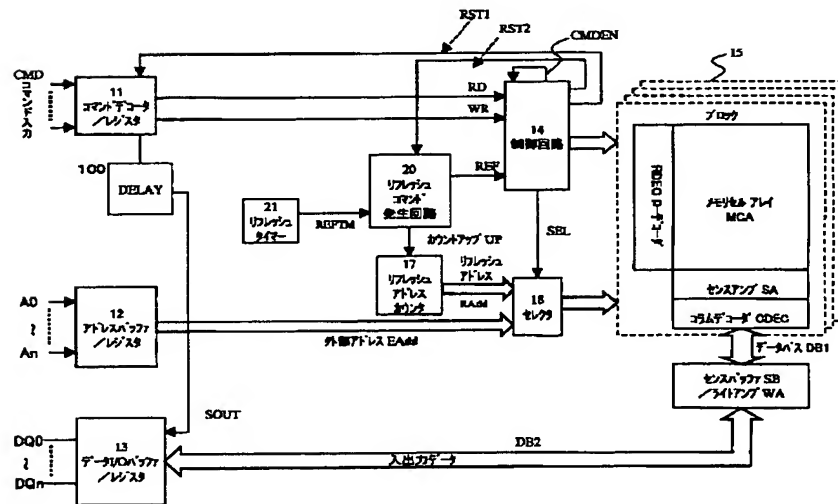 RST1
RST2
CMDEN
15
CMD
コマンド入力
11
コマンドデコータ
/レジスタ
RD
WR
14
制御回路
ブロック
100
DELAY
20
リフレッシュ
コマンド
発生回路
REF
21
リフレッシュ
タイマー
REFTM
RDEC ローデコーダ
メモリセル アレイ
MCA
カウントアップ UP
SEL
17
リフレッシュ
アドレス
カウンタ
リフレッシュ
アドレス
RAdd
18
セレクタ
センスアンプ SA
コラムデコーダ CDEC
A0
~
An
12
アドレスバッファ
/レジスタ
外部アドレス EAdd
データバス DB1
センスバッファ SB
/ライトアンプ WA
SOUT
DQ0
~
DQn
13
データI/Oバッファ
/レジスタ
DB2
入出力データ